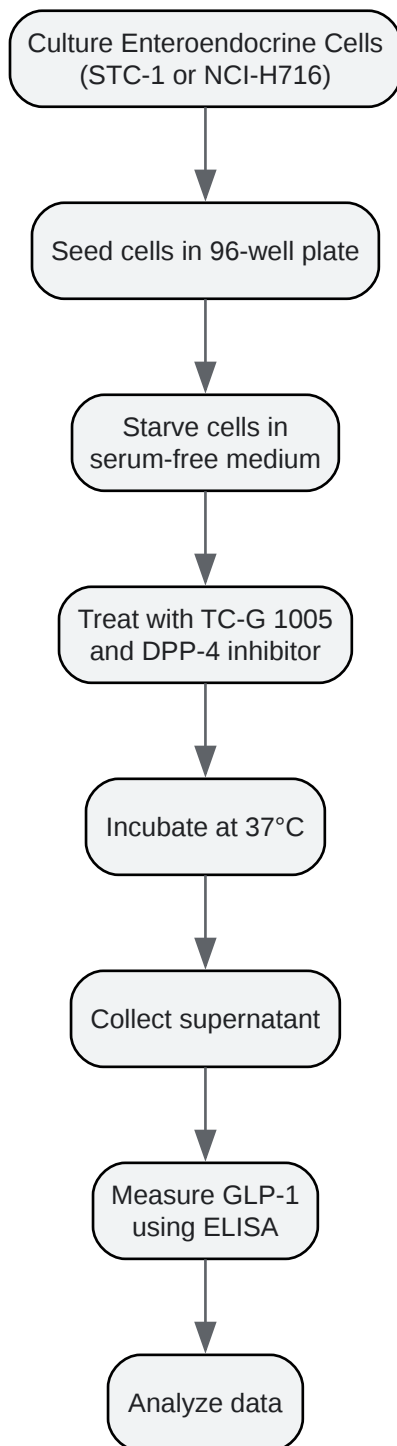 Culture Enteroendocrine Cells
(STC-1 or NCI-H716)
Seed cells in 96-well plate
Starve cells in
serum-free medium
Treat with TC-G 1005
and DPP-4 inhibitor
Incubate at 37°C
Collect supernatant
Measure GLP-1
using ELISA
Analyze data